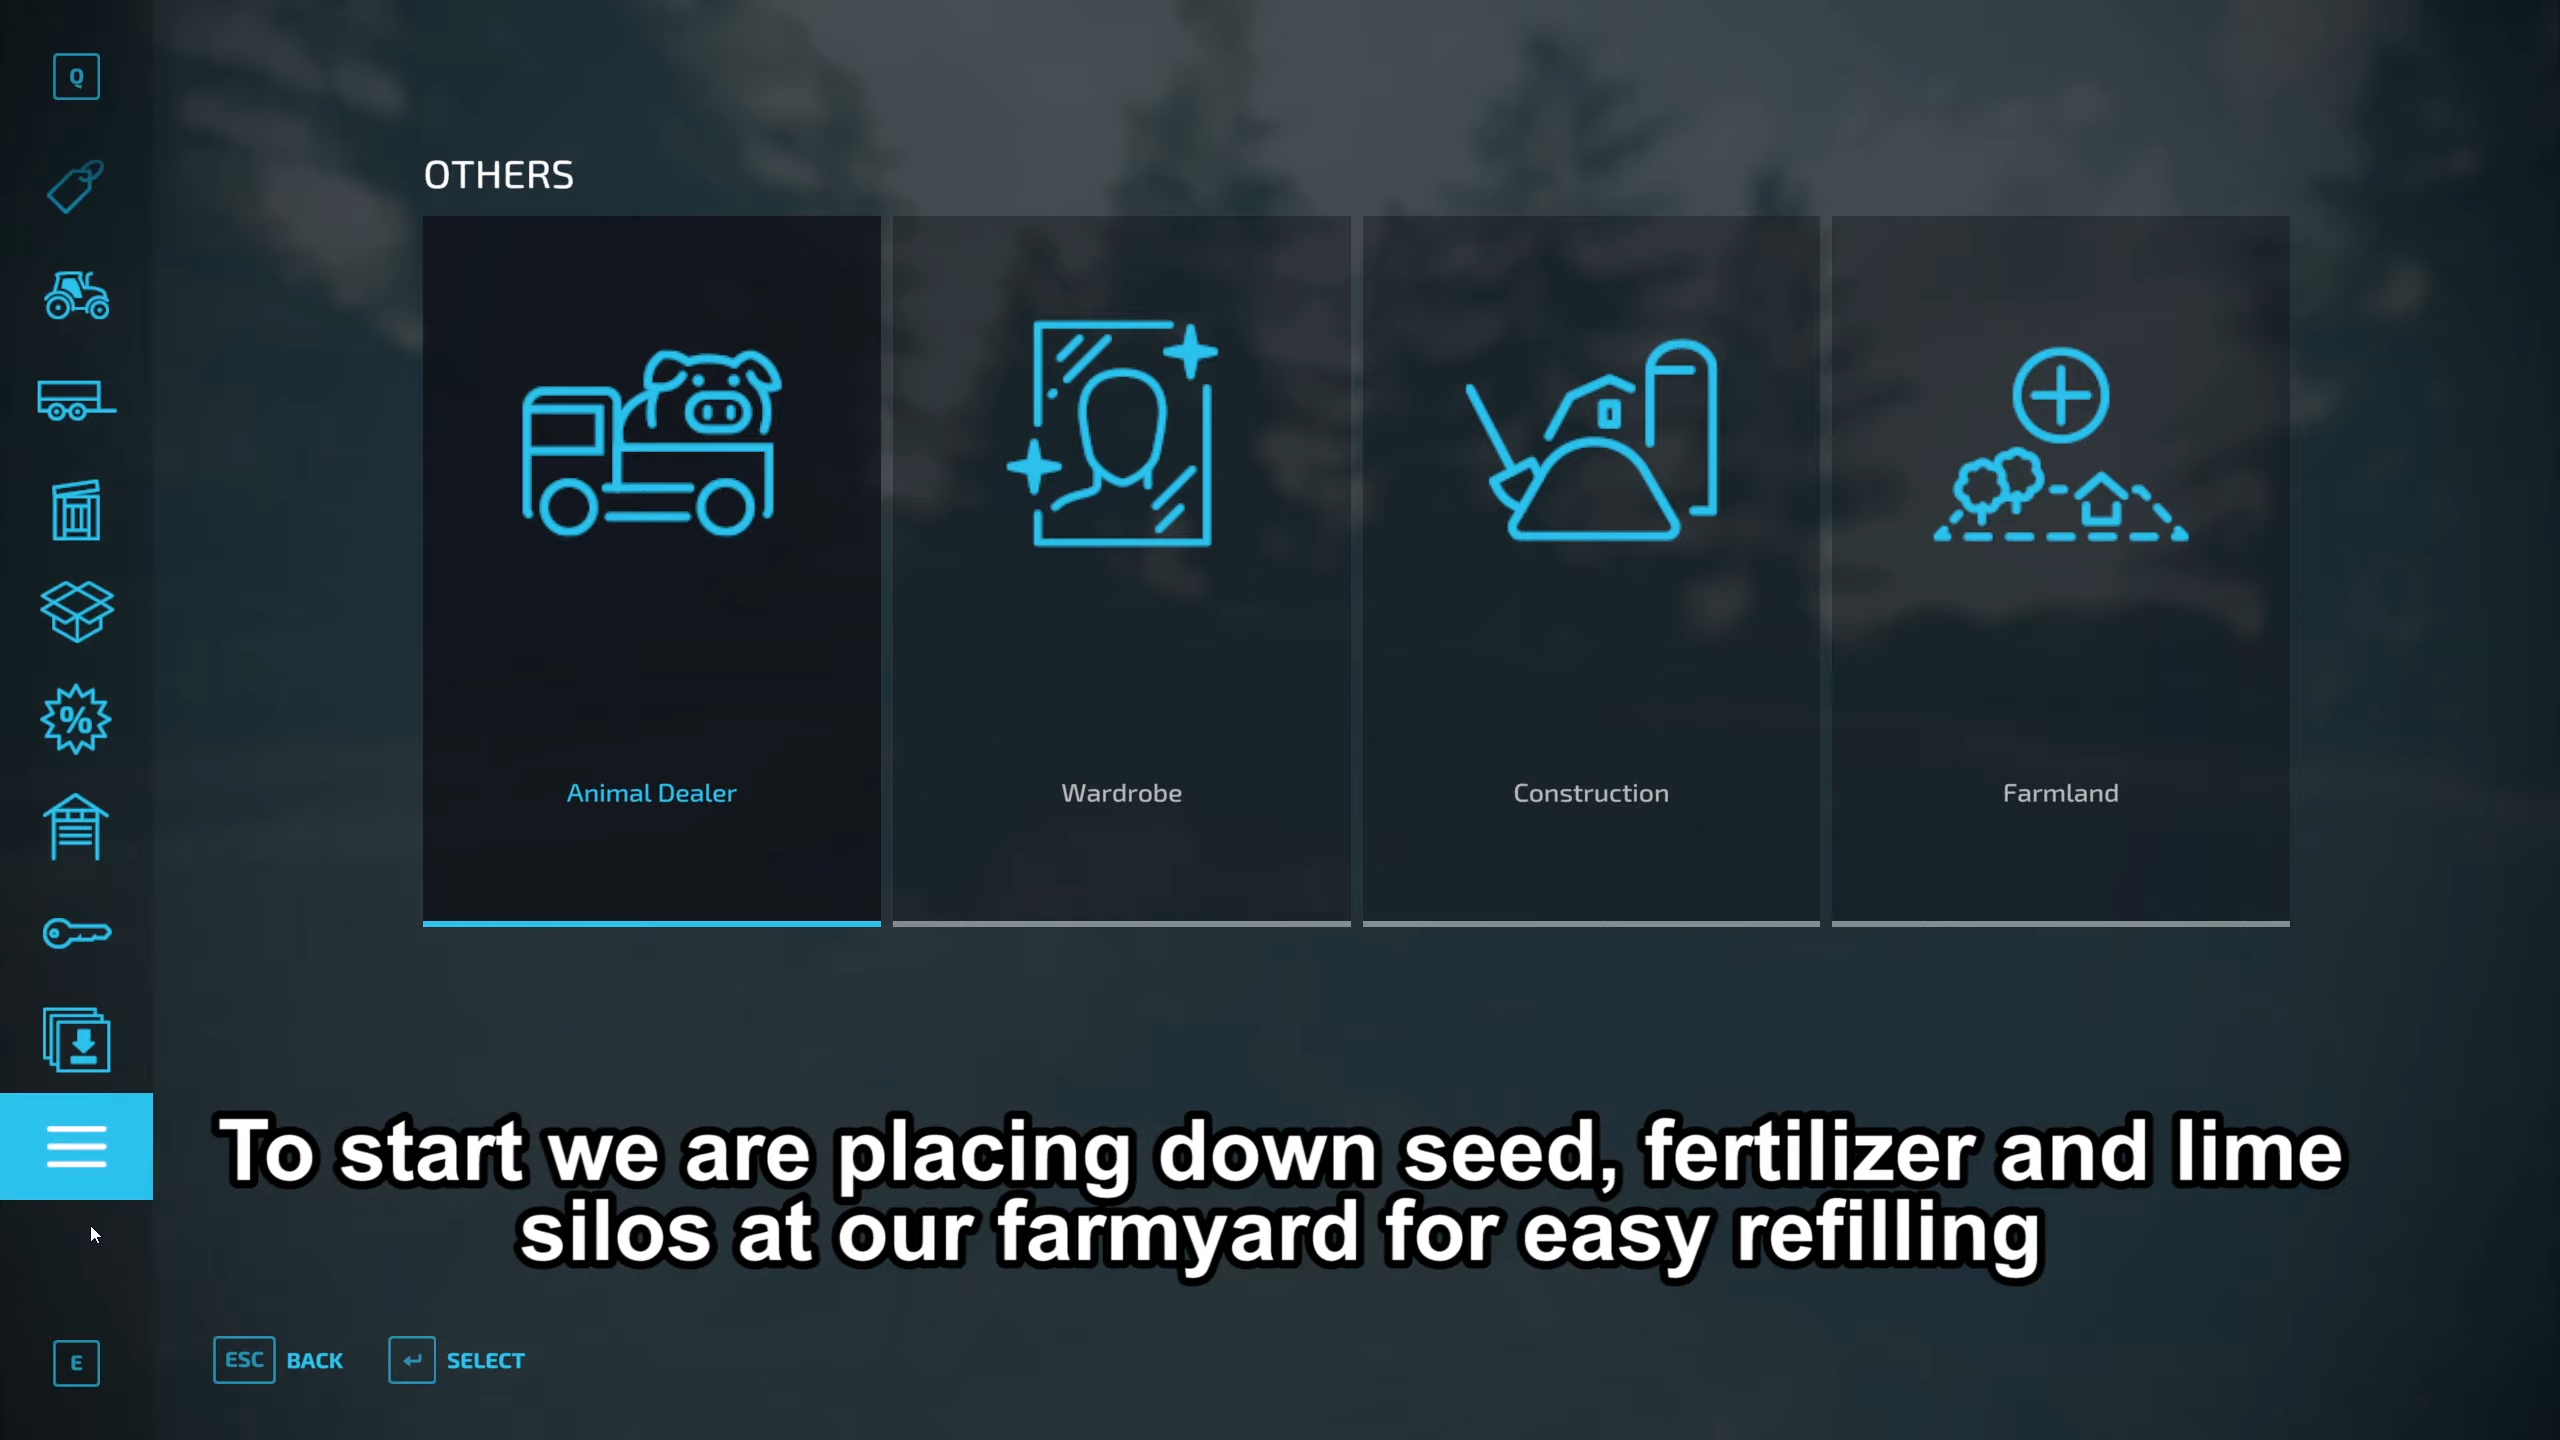 Q
OTHERS
%
Animal Dealer
Wardrobe
Construction
Farmland
To start we are placing down seed, fertilizer and lime
silos at our farmyard for easy refilling
E
ESC BACK
SELECT